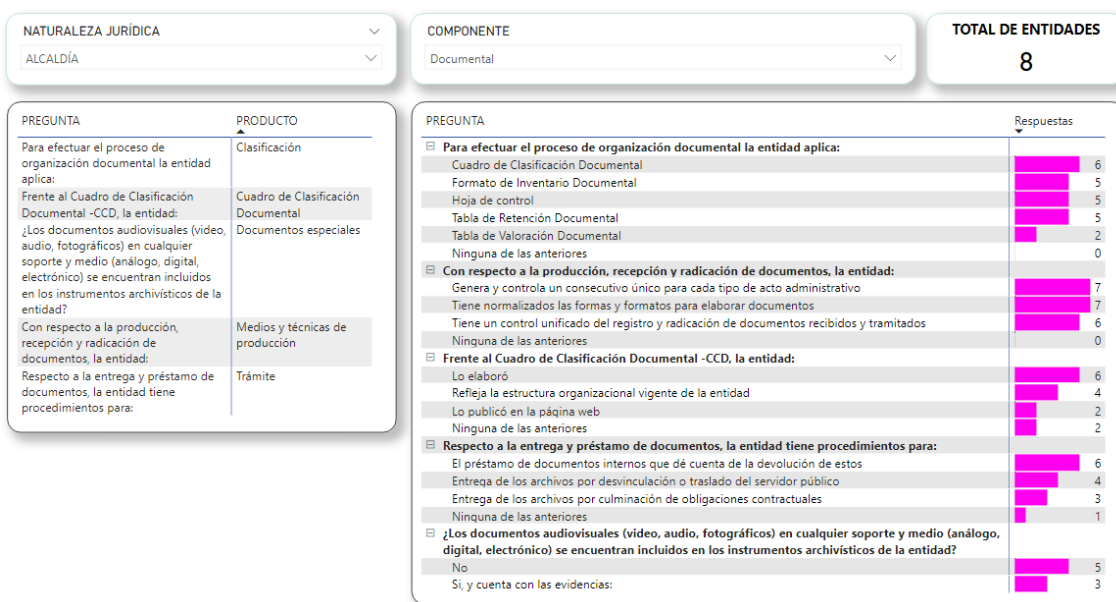 NATURALEZA JURÍDICA
ALCALDÍA
COMPONENTE
Documental
TOTAL DE ENTIDADES
8
PREGUNTA PRODUCTO
Para efectuar el proceso de Clasificación
organización documental la entidad
aplica:
Frente al Cuadro de Clasificación Cuadro de Clasificación
Documental -CCD, la entidad: Documental
¿Los documentos audiovisuales (video, Documentos especiales
audio, fotográficos) en cualquier
soporte y medio (análogo, digital,
electrónico) se encuentran incluidos
en los instrumentos archivísticos de la
entidad?
Con respecto a la producción, Medios y técnicas de
recepción y radicación de producción
documentos, la entidad:
Respecto a la entrega y préstamo de Trámite
documentos, la entidad tiene
procedimientos para:
PREGUNTA Respuestas
Para efectuar el proceso de organización documental la entidad aplica:
Cuadro de Clasificación Documental 6
Formato de Inventario Documental 5
Hoja de control 5
Tabla de Retención Documental 5
Tabla de Valoración Documental 2
Ninguna de las anteriores 0
Con respecto a la producción, recepción y radicación de documentos, la entidad:
Genera y controla un consecutivo único para cada tipo de acto administrativo 7
Tiene normalizados las formas y formatos para elaborar documentos 7
Tiene un control unificado del registro y radicación de documentos recibidos y tramitados 6
Ninguna de las anteriores 0
Frente al Cuadro de Clasificación Documental -CCD, la entidad:
Lo elaboró 6
Refleja la estructura organizacional vigente de la entidad 4
Lo publicó en la página web 2
Ninguna de las anteriores 2
Respecto a la entrega y préstamo de documentos, la entidad tiene procedimientos para:
El préstamo de documentos internos que dé cuenta de la devolución de estos 6
Entrega de los archivos por desvinculación o traslado del servidor público 4
Entrega de los archivos por culminación de obligaciones contractuales 3
Ninguna de las anteriores 1
¿Los documentos audiovisuales (video, audio, fotográficos) en cualquier soporte y medio (análogo,
digital, electrónico) se encuentran incluidos en los instrumentos archivísticos de la entidad?
No 5
Si, y cuenta con las evidencias: 3